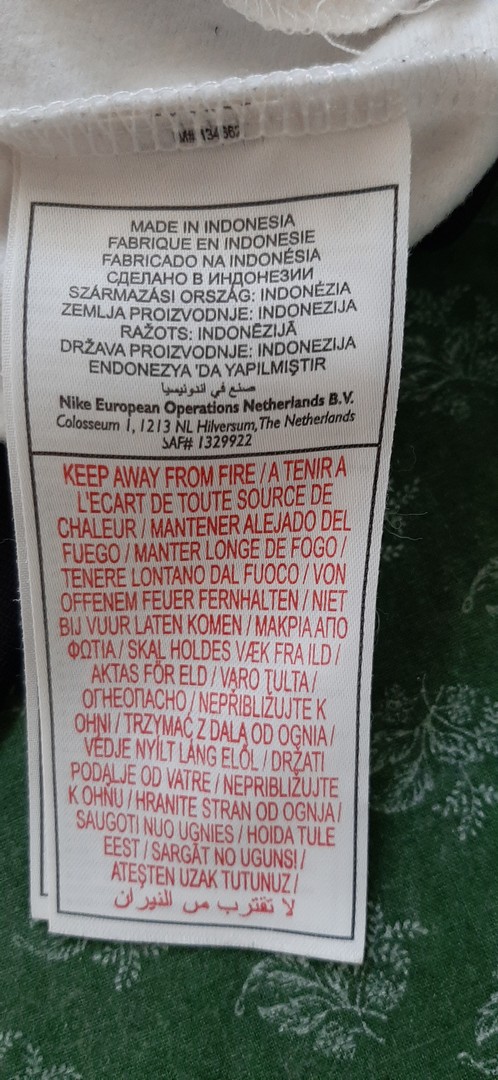 MADE IN INDONESIA
FABRIQUE EN INDONESIE
FABRICADO NA INDONÉSIA
СДЕЛАНО В ИНДОНЕЗИИ
SZÁRMAZÁSI ORSZÁG: INDONÉZIA
ZEMLJA PROIZVODNJE: INDONEZIJA
RAŽOTS: INDONĒZIJĀ
DRŽAVA PROIZVODNJE: INDONEZIJA
ENDONEZYA 'DA YAPILMIŞTIR
صنع في اندونيسيا
Nike European Operations Netherlands B.V.
Colosseum 1, 1213 NL Hilversum, The Netherlands
SAF# 1329922
KEEP AWAY FROM FIRE / A TENIR A
L'ECART DE TOUTE SOURCE DE
CHALEUR / MANTENER ALEJADO DEL
FUEGO / MANTER LONGE DE FOGO /
TENERE LONTANO DAL FUOCO / VON
OFFENEM FEUER FERNHALTEN / NIET
BIJ VUUR LATEN KOMEN / ΜΑΚΡΙΑ ΑΠΟ
ΦΩΤΙΑ / SKAL HOLDES VÆK FRA ILD /
AKTAS FÖR ELD / VARO TULTA /
ОГНЕОПАСНО / NEPŘIBLIŽUJTE K
OHNI / TRZYMAĆ Z DALA OD OGNIA /
VÉDJE NYÍLT LÁNG ELŐL / DRŽATI
PODALJE OD VATRE / NEPRIBLIŽUJTE
K OHŇU / HRANITE STRAN OD OGNJA /
SAUGOTI NUO UGNIES / HOIDA TULE
EEST / SARGĀT NO UGUNS! /
ATEŞTEN UZAK TUTUNUZ /
لا تقترب من النيران